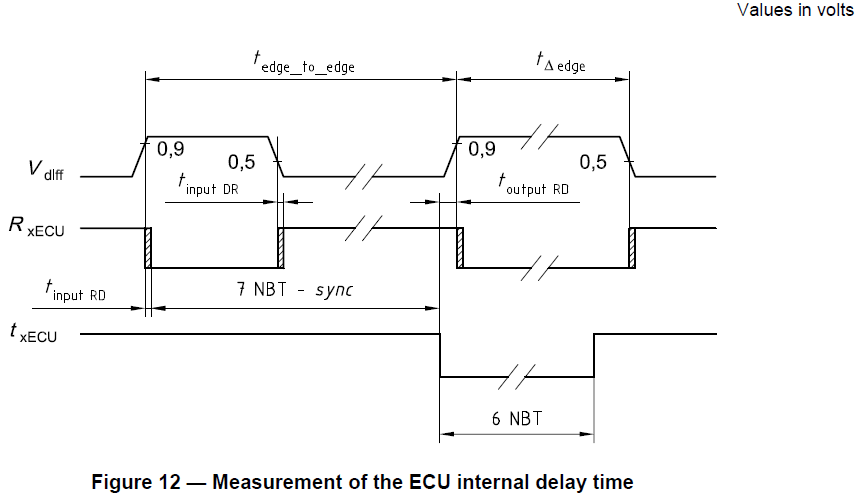 Values in volts
t edge_to_edge
t Δ edge
V diff
0,9
0,5
0,9
0,5
t input DR
t output RD
R xECU
t input RD
7 NBT - sync
t xECU
6 NBT
Figure 12 — Measurement of the ECU internal delay time